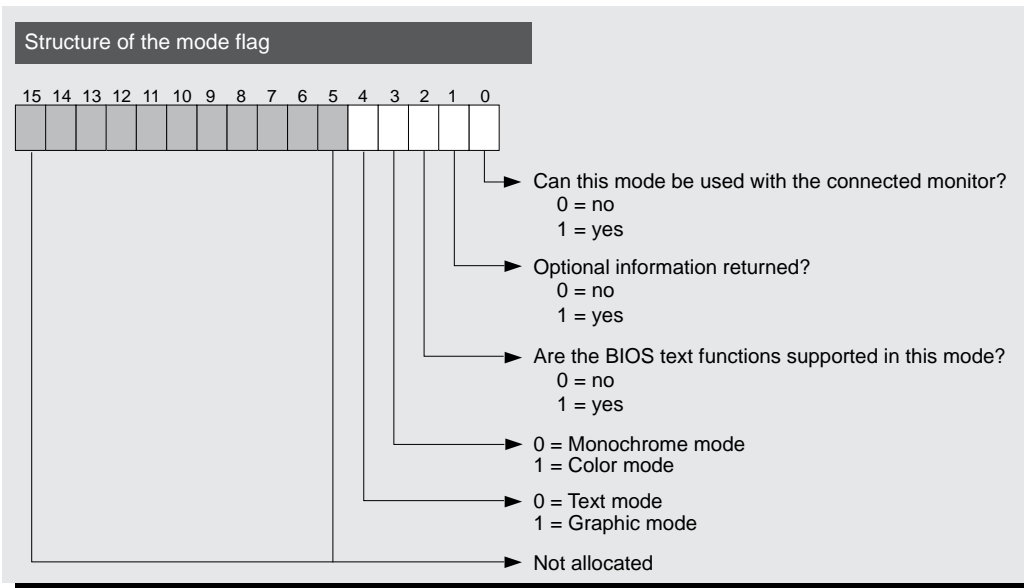 Structure of the mode flag
15 14 13 12 11 10 9 8 7 6 5 4 3 2 1 0
Can this mode be used with the connected monitor?
0 = no
1 = yes
Optional information returned?
0 = no
1 = yes
Are the BIOS text functions supported in this mode?
0 = no
1 = yes
0 = Monochrome mode
1 = Color mode
0 = Text mode
1 = Graphic mode
Not allocated